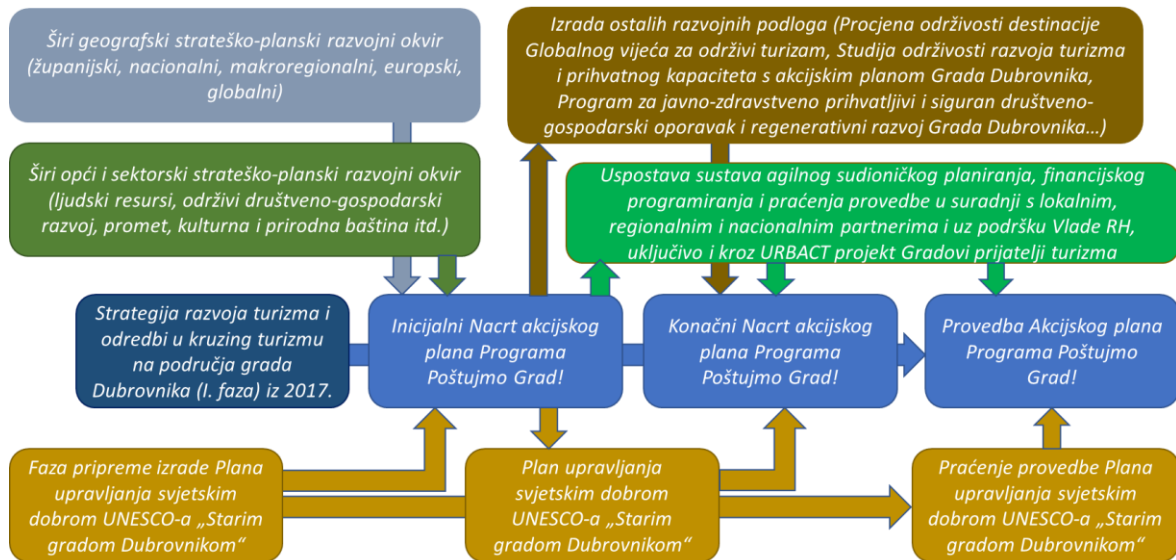 Širi geografski strateško-planski razvojni okvir
(županijski, nacionalni, makroregionalni, europski,
globalni)
Izrada ostalih razvojnih podloga (Procjena održivosti destinacije
Globalnog vijeća za održivi turizam, Studija održivosti razvoja turizma
i prihvatnog kapaciteta s akcijskim planom Grada Dubrovnika,
Program za javno-zdravstveno prihvatljivi i siguran društveno-
gospodarski oporavak i regenerativni razvoj Grada Dubrovnika...)
Širi opći i sektorski strateško-planski razvojni okvir
(ljudski resursi, održivi društveno-gospodarski
razvoj, promet, kulturna i prirodna baština itd.)
Uspostava sustava agilnog sudioničkog planiranja, financijskog
programiranja i praćenja provedbe u suradnji s lokalnim,
regionalnim i nacionalnim partnerima i uz podršku Vlade RH,
uključivo i kroz URBACT projekt Gradovi prijatelji turizma
Strategija razvoja turizma i
odredbi u kruzing turizmu
na područja grada
Dubrovnika (I. faza) iz 2017.
Inicijalni Nacrt akcijskog
plana Programa
Poštujmo Grad!
Konačni Nacrt akcijskog
plana Programa
Poštujmo Grad!
Provedba Akcijskog plana
Programa Poštujmo
Grad!
Faza pripreme izrade Plana
upravljanja svjetskim
dobrom UNESCO-a „Starim
gradom Dubrovnikom“
Plan upravljanja
svjetskim dobrom
UNESCO-a „Starim
gradom Dubrovnikom“
Praćenje provedbe Plana
upravljanja svjetskim
dobrom UNESCO-a „Starim
gradom Dubrovnikom“